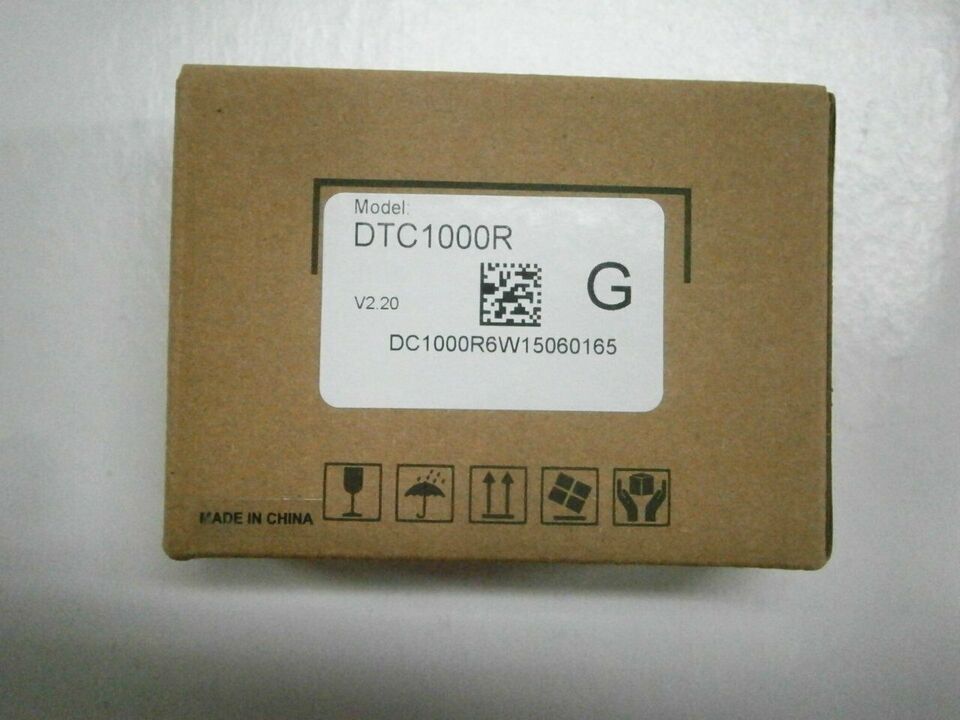 Model:
DTC1000R
G
V2.20
DC1000R6W15060165
MADE IN CHINA